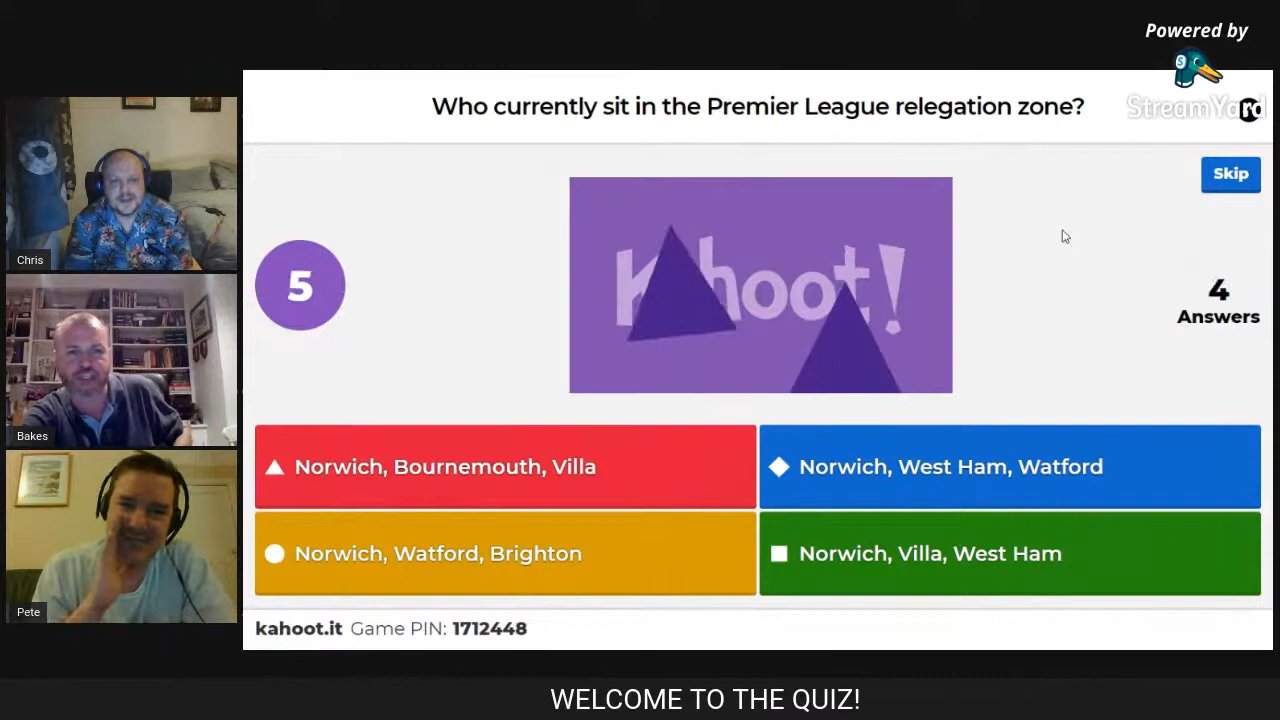 Powered by
StreamYard
Who currently sit in the Premier League relegation zone?
Skip
5
Kahoot!
4
Answers
Norwich, Bournemouth, Villa
Norwich, West Ham, Watford
Norwich, Watford, Brighton
Norwich, Villa, West Ham
kahoot.it Game PIN: 1712448
Chris
Bakes
Pete
WELCOME TO THE QUIZ!